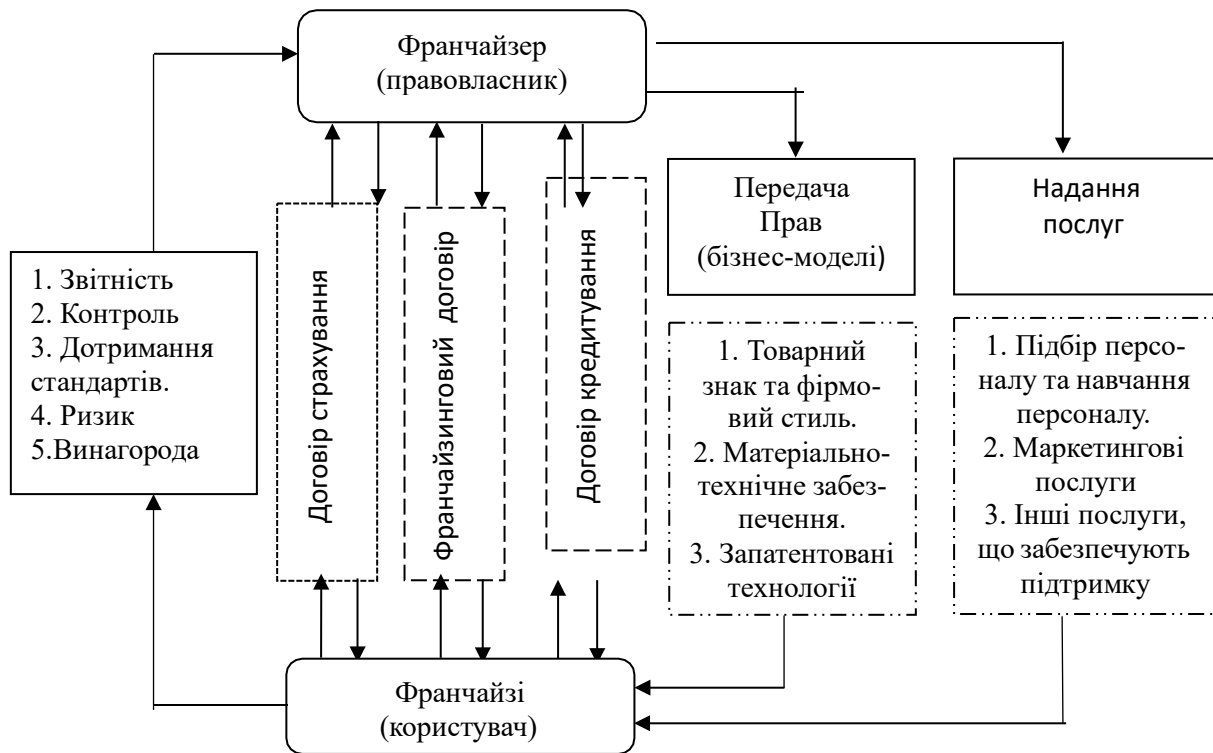 Франчайзер
(правовласник)
Передача
Прав
(бізнес-моделі)
Надання
послуг
1. Звітність
2. Контроль
3. Дотримання
стандартів.
4. Ризик
5.Винагорода
Договір страхування
Франчайзинговий договір
Договір кредитування
1. Товарний
знак та фірмо-
вий стиль.
2. Матеріально-
технічне забез-
печення.
3. Запатентовані
технології
1. Підбір персо-
налу та навчання
персоналу.
2. Маркетингові
послуги
3. Інші послуги,
що забезпечують
підтримку
Франчайзі
(користувач)